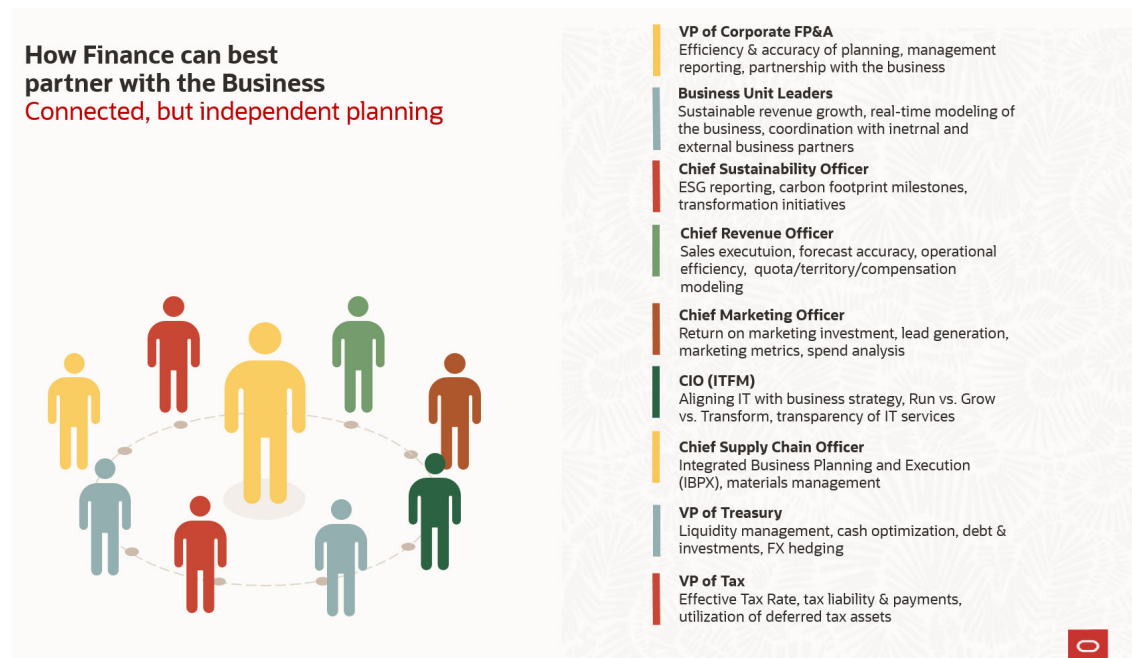 How Finance can best
partner with the Business
Connected, but independent planning
VP of Corporate FP&A
Efficiency & accuracy of planning, management
reporting, partnership with the business
Business Unit Leaders
Sustainable revenue growth, real-time modeling of
the business, coordination with inetrnal and
external business partners
Chief Sustainability Officer
ESG reporting, carbon footprint milestones,
transformation initiatives
Chief Revenue Officer
Sales executuion, forecast accuracy, operational
efficiency,  quota/territory/compensation
modeling
Chief Marketing Officer
Return on marketing investment, lead generation,
marketing metrics, spend analysis
CIO (ITFM)
Aligning IT with business strategy, Run vs. Grow
vs. Transform, transparency of IT services
Chief Supply Chain Officer
Integrated Business Planning and Execution
(IBPX), materials management
VP of Treasury
Liquidity management, cash optimization, debt &
investments, FX hedging
VP of Tax
Effective Tax Rate, tax liability & payments,
utilization of deferred tax assets